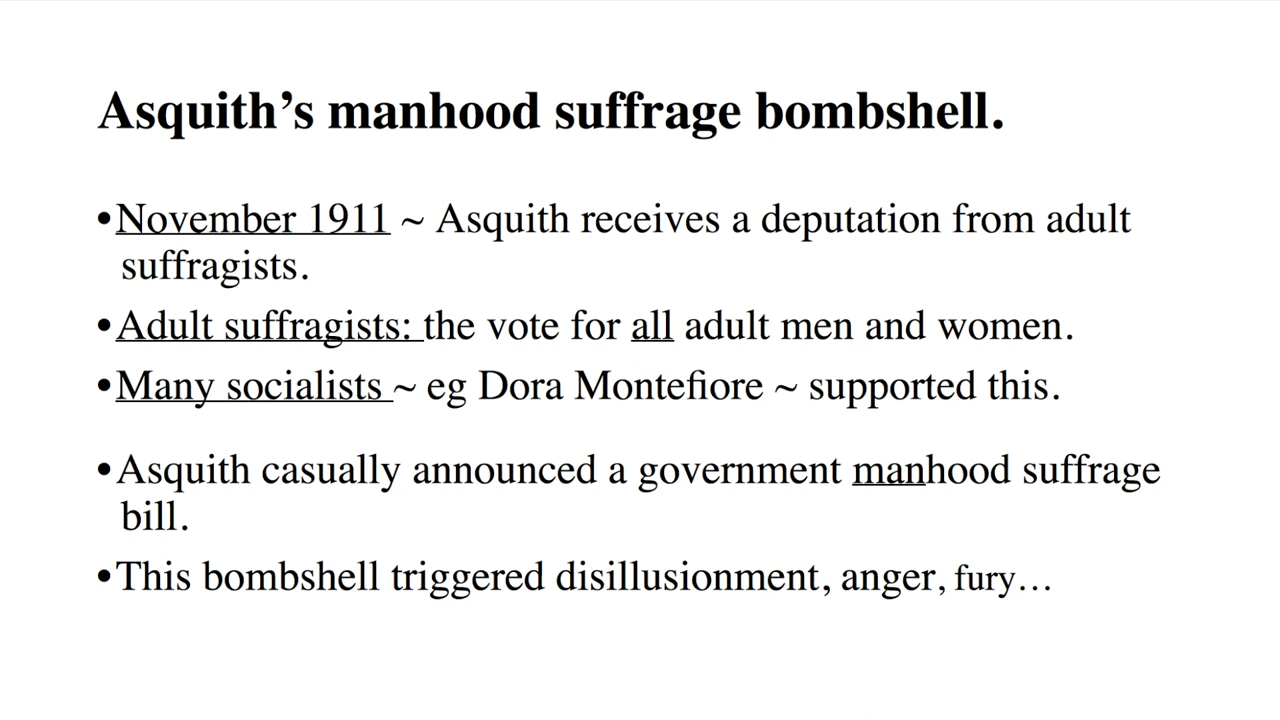 Asquith’s manhood suffrage bombshell.
•November 1911 ~ Asquith receives a deputation from adult
suffragists.
•Adult suffragists: the vote for all adult men and women.
•Many socialists ~ eg Dora Montefiore ~ supported this.
•Asquith casually announced a government manhood suffrage
bill.
•This bombshell triggered disillusionment, anger, fury…